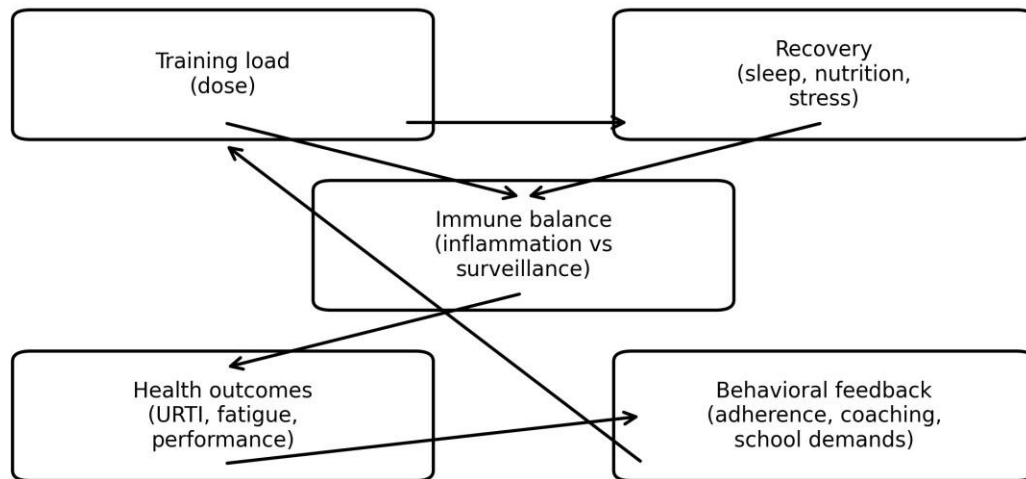 Training load
(dose)
Recovery
(sleep, nutrition,
stress)
Immune balance
(inflammation vs
surveillance)
Health outcomes
(URTI, fatigue,
performance)
Behavioral feedback
(adherence, coaching,
school demands)